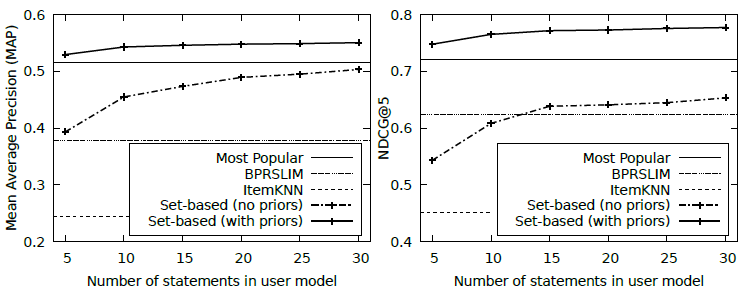 Mean Average Precision (MAP)
0.6
0.5
0.4
0.3
0.2
Most Popular
BPRSLIM
ItemKNN
Set-based (no priors)
Set-based (with priors)
5 10 15 20 25 30
Number of statements in user model
NDCG@5
0.8
0.7
0.6
0.5
0.4
Most Popular
BPRSLIM
ItemKNN
Set-based (no priors)
Set-based (with priors)
5 10 15 20 25 30
Number of statements in user model